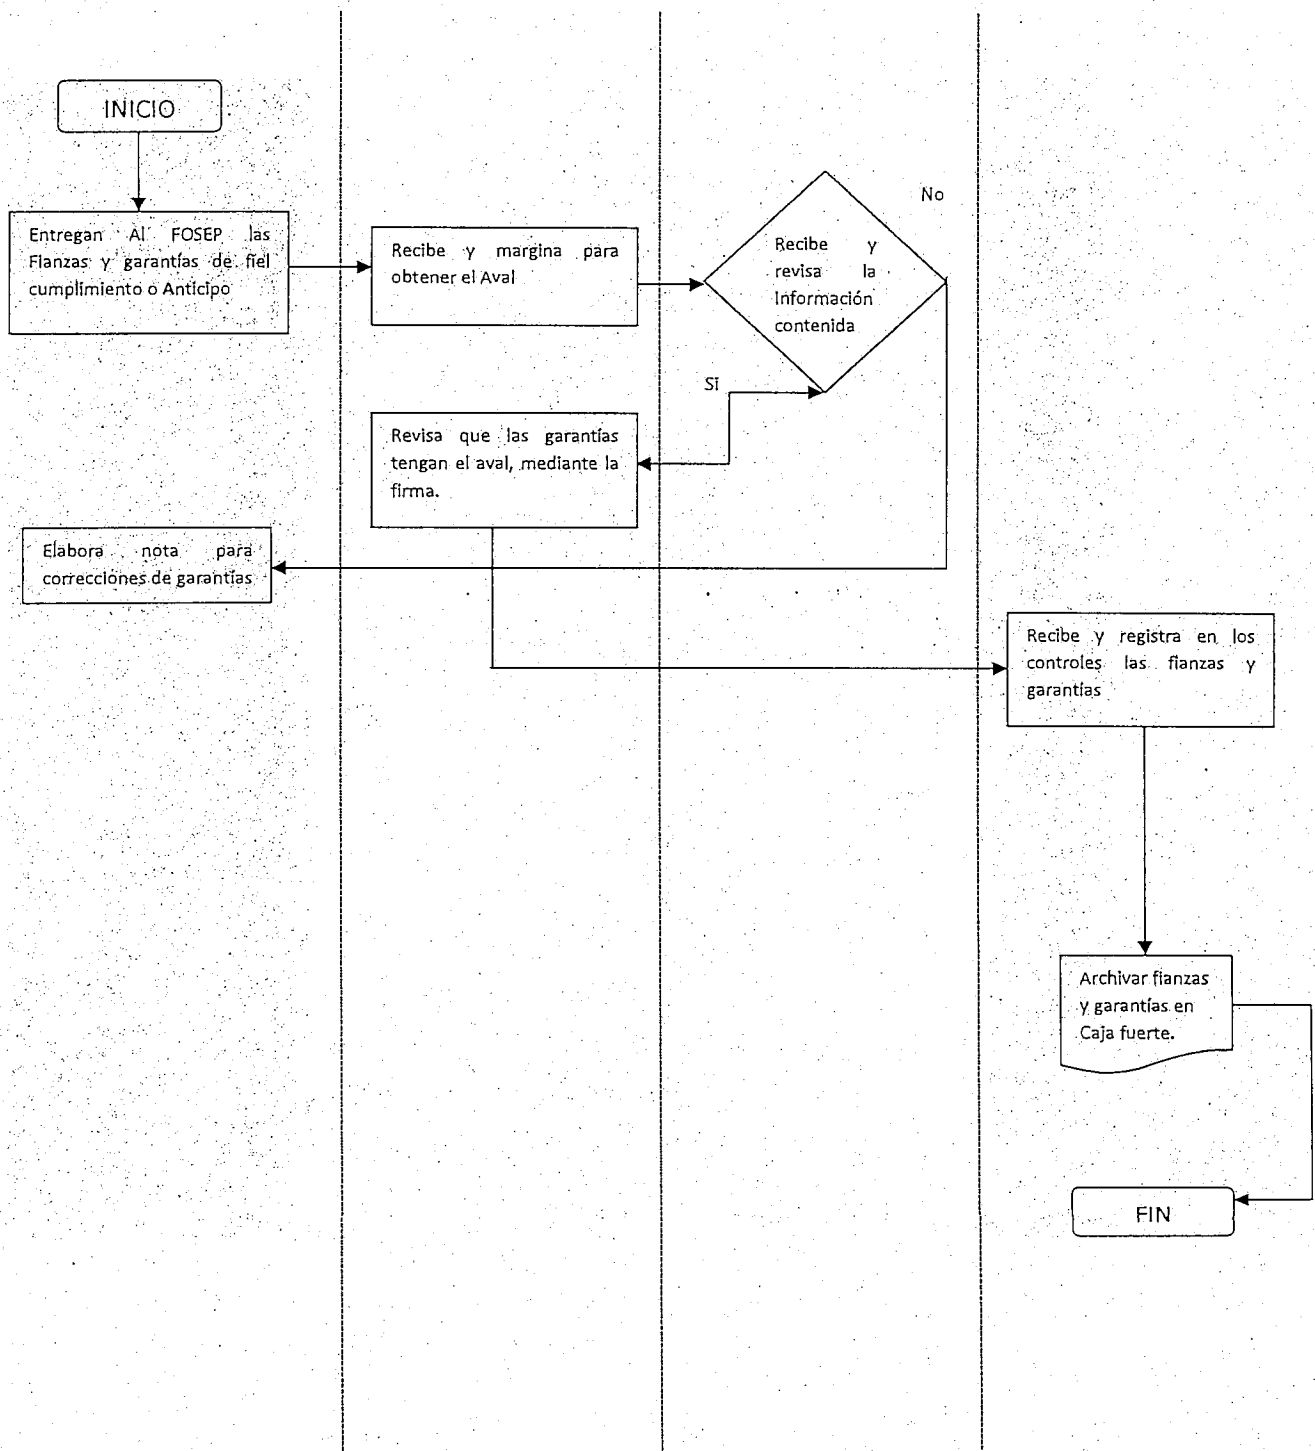 INICIO
Entregan Al FOSEP las
Fianzas y garantías de fiel
cumplimiento o Anticipo
Recibe y margina para
obtener el Aval
Recibe y
revisa la
Información
contenida
No
Si
Revisa que las garantías
tengan el aval, mediante la
firma.
Elabora nota para
correcciones de garantías
Recibe y registra en los
controles las fianzas y
garantías
Archivar fianzas
y garantías en
Caja fuerte.
FIN